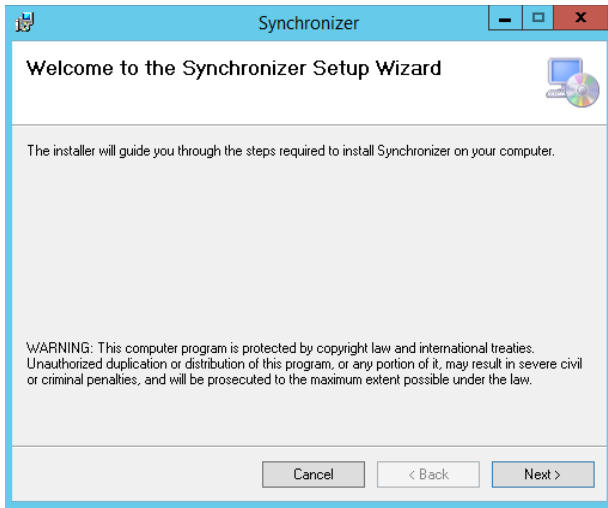 Synchronizer
Welcome to the Synchronizer Setup Wizard
The installer will guide you through the steps required to install Synchronizer on your computer.
WARNING: This computer program is protected by copyright law and international treaties.
Unauthorized duplication or distribution of this program, or any portion of it, may result in severe civil
or criminal penalties, and will be prosecuted to the maximum extent possible under the law.
Cancel
< Back
Next >